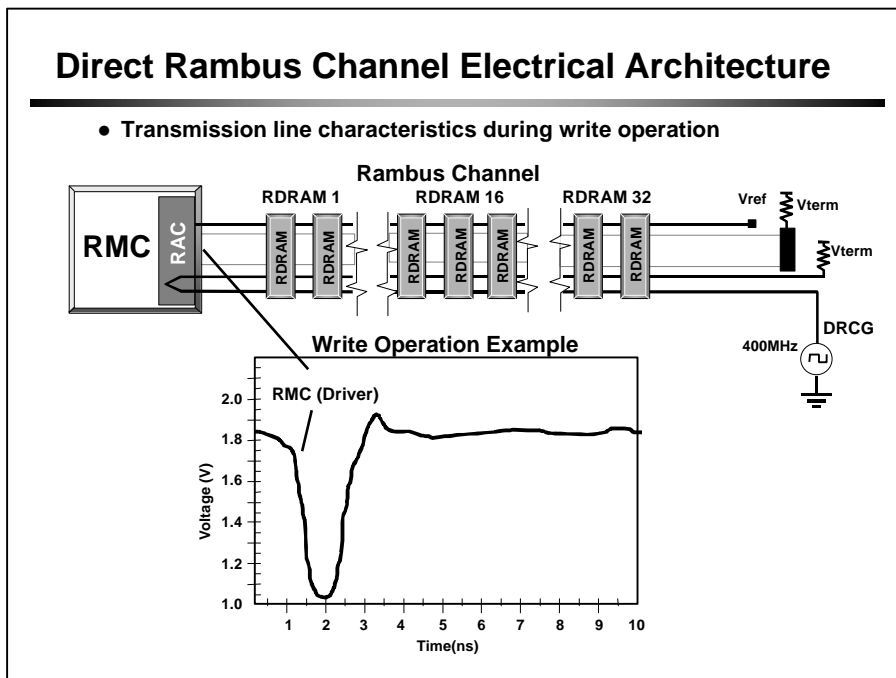 Direct Rambus Channel Electrical Architecture
● Transmission line characteristics during write operation
Rambus Channel
RDRAM 1
RDRAM 16
RDRAM 32
Vref
Vterm
Vterm
RMC
RAC
RDRAM
RDRAM
RDRAM
RDRAM
RDRAM
RDRAM
RDRAM
DRCG
400MHz
Write Operation Example
RMC (Driver)
Voltage (V)
2.0
1.8
1.6
1.4
1.2
1.0
1 2 3 4 5 6 7 8 9 10
Time(ns)